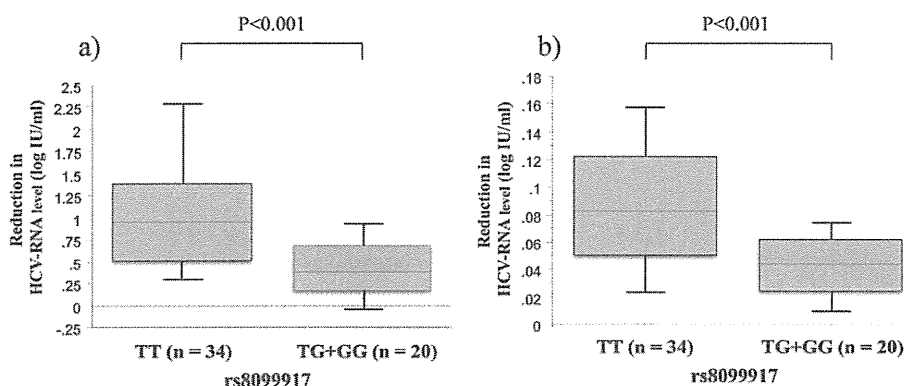 P<0.001
a)
Reduction in
HCV-RNA level (log IU/ml)
2.5
2.25
2
1.75
1.5
1.25
1
.75
.5
.25
0
-.25
TT (n = 34)
TG+GG (n = 20)
rs8099917
P<0.001
b)
Reduction in
HCV-RNA level (log IU/ml)
.18
.16
.14
.12
.1
.08
.06
.04
.02
0
TT (n = 34)
TG+GG (n = 20)
rs8099917